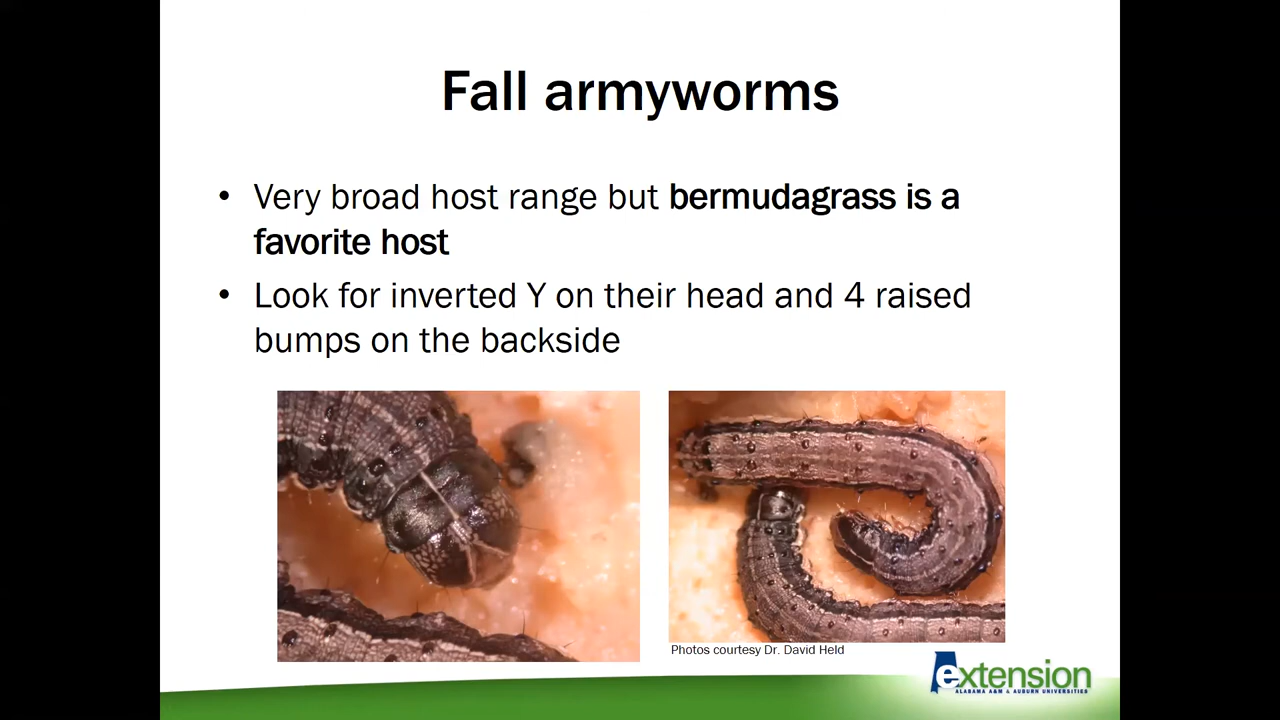 Fall armyworms
• Very broad host range but bermudagrass is a
favorite host
• Look for inverted Y on their head and 4 raised
bumps on the backside
Photos courtesy Dr. David Held
extension
ALABAMA A&M & AUBURN UNIVERSITIES